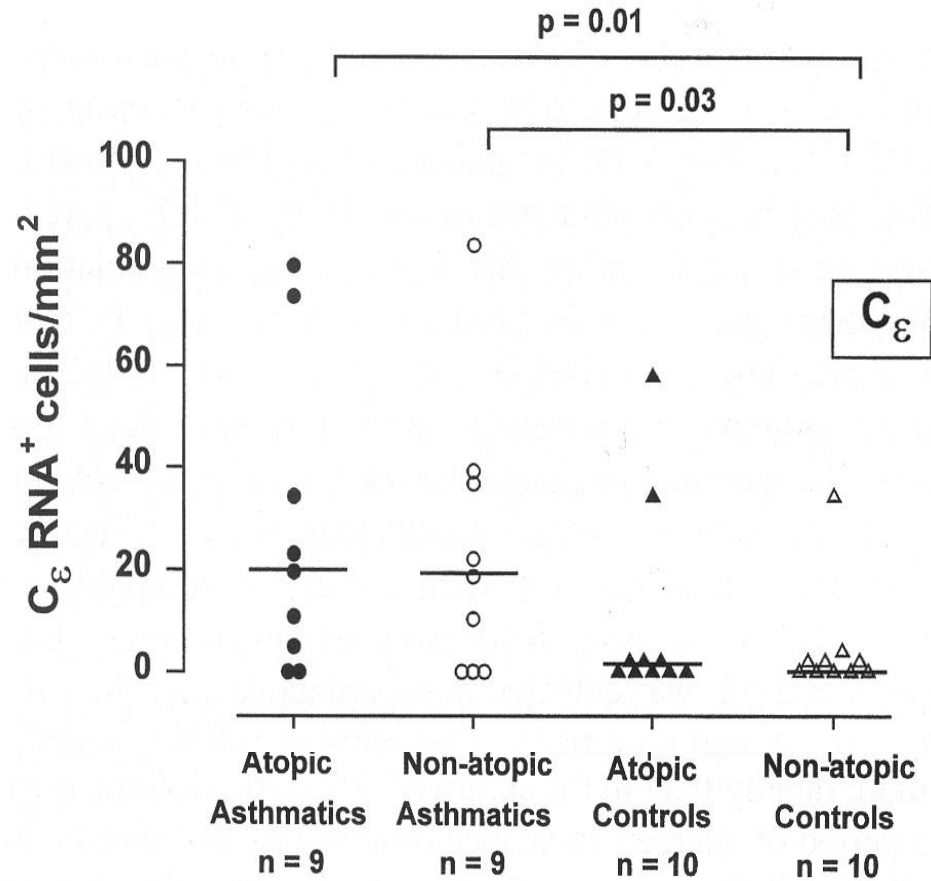 p = 0.01
p = 0.03
100
80
60
40
20
0
Cε RNA+ cells/mm²
Cε
Atopic Asthmatics n = 9
Non-atopic Asthmatics n = 9
Atopic Controls n = 10
Non-atopic Controls n = 10